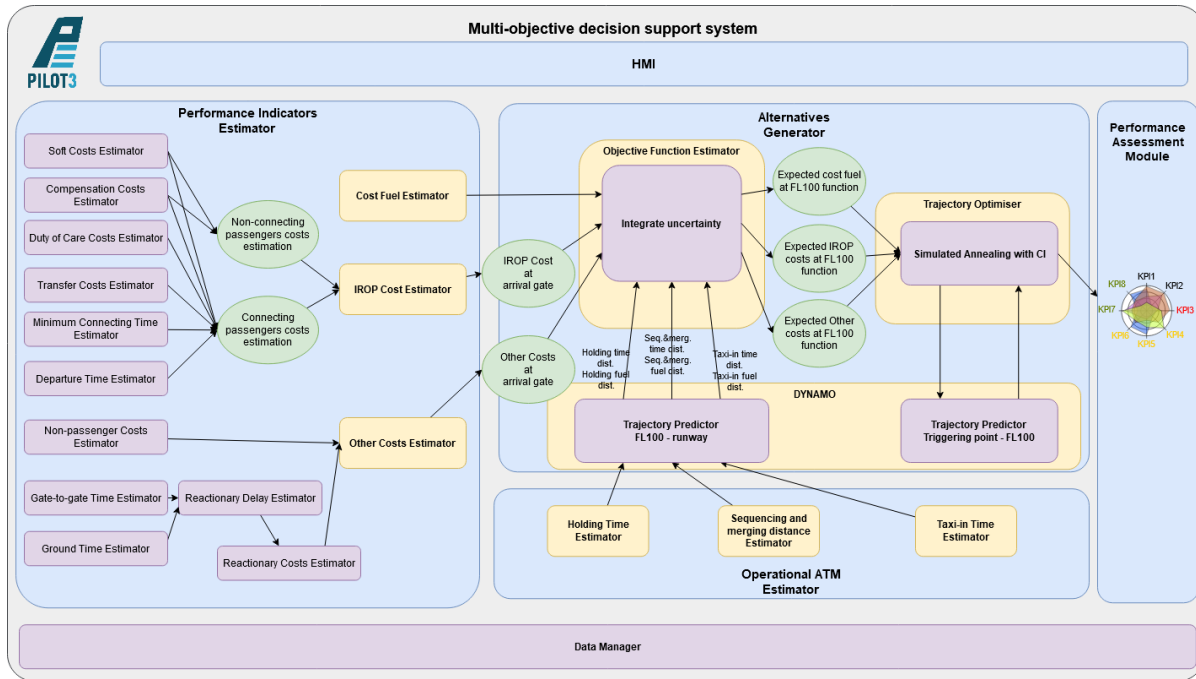 Multi-objective decision support system
PILOT3
HMI
Performance Indicators
Estimator
Soft Costs Estimator
Compensation Costs
Estimator
Duty of Care Costs Estimator
Transfer Costs Estimator
Minimum Connecting Time
Estimator
Departure Time Estimator
Non-passenger Costs
Estimator
Gate-to-gate Time Estimator
Ground Time Estimator
Reactionary Delay Estimator
Reactionary Costs Estimator
Non-connecting
passengers costs
estimation
Connecting
passengers costs
estimation
Cost Fuel Estimator
IROP Cost Estimator
Other Costs Estimator
IROP Cost
at
arrival gate
Other Costs
at
arrival gate
Alternatives
Generator
Objective Function Estimator
Integrate uncertainty
Expected cost fuel
at FL100 function
Expected IROP
costs at FL100
function
Expected Other
costs at FL100
function
Trajectory Optimiser
Simulated Annealing with CI
Holding time
dist.
Holding fuel
dist.
Seq.&merg.
time dist.
Seq.&merg.
fuel dist.
Taxi-in time
dist.
Taxi-in fuel
dist.
DYNAMO
Trajectory Predictor
FL100 - runway
Trajectory Predictor
Triggering point - FL100
Holding Time
Estimator
Sequencing and
merging distance
Estimator
Taxi-in Time
Estimator
Operational ATM
Estimator
Performance
Assessment
Module
KPI1
KPI2
KPI3
KPI4
KPI5
KPI6
KPI7
KPI8
Data Manager